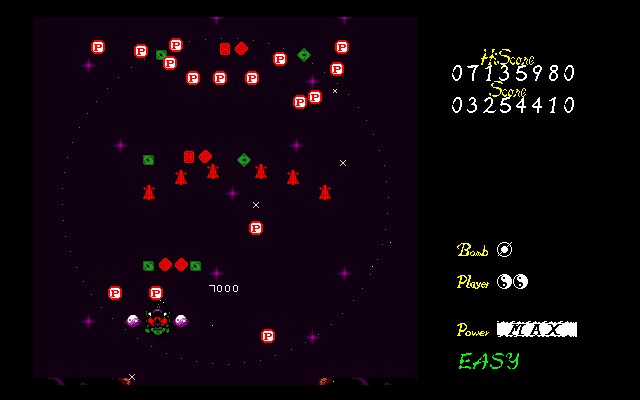 P P P P P P P P P P P P P P
HiScore
07135980
Score
03254410
P
Bomb
Player
7000
P P
P
Power MAX
EASY